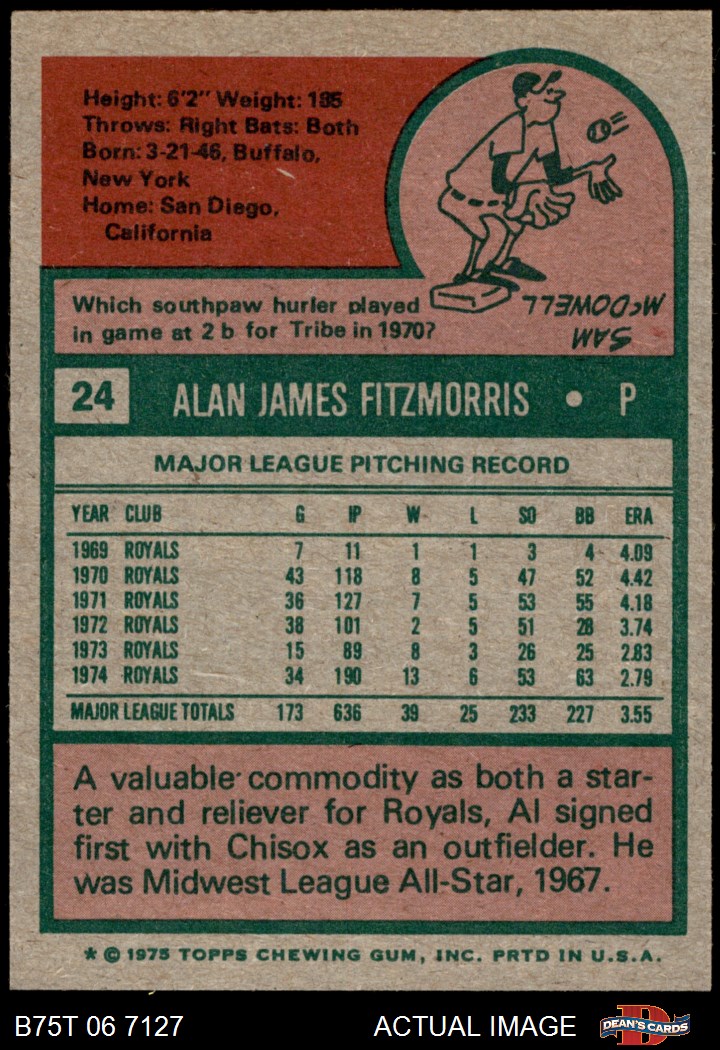 Height: 6'2" Weight: 195
Throws: Right Bats: Both
Born: 3-21-46, Buffalo,
New York
Home: San Diego,
California
Which southpaw hurler played
in game at 2 b for Tribe in 1970?
SAM
McDOWELL
24 ALAN JAMES FITZMORRIS • P
MAJOR LEAGUE PITCHING RECORD
YEAR CLUB G IP W L SO BB ERA
1969 ROYALS 7 11 1 1 3 4 4.09
1970 ROYALS 43 118 8 5 47 52 4.42
1971 ROYALS 36 127 7 5 53 55 4.18
1972 ROYALS 38 101 2 5 51 28 3.74
1973 ROYALS 15 89 8 3 26 25 2.83
1974 ROYALS 34 190 13 6 53 63 2.79
MAJOR LEAGUE TOTALS 173 636 39 25 233 227 3.55
A valuable commodity as both a star-
ter and reliever for Royals, Al signed
first with Chisox as an outfielder. He
was Midwest League All-Star, 1967.
* © 1975 TOPPS CHEWING GUM, INC. PRTD IN U.S.A.
B75T 06 7127 ACTUAL IMAGE DEAN'S CARDS